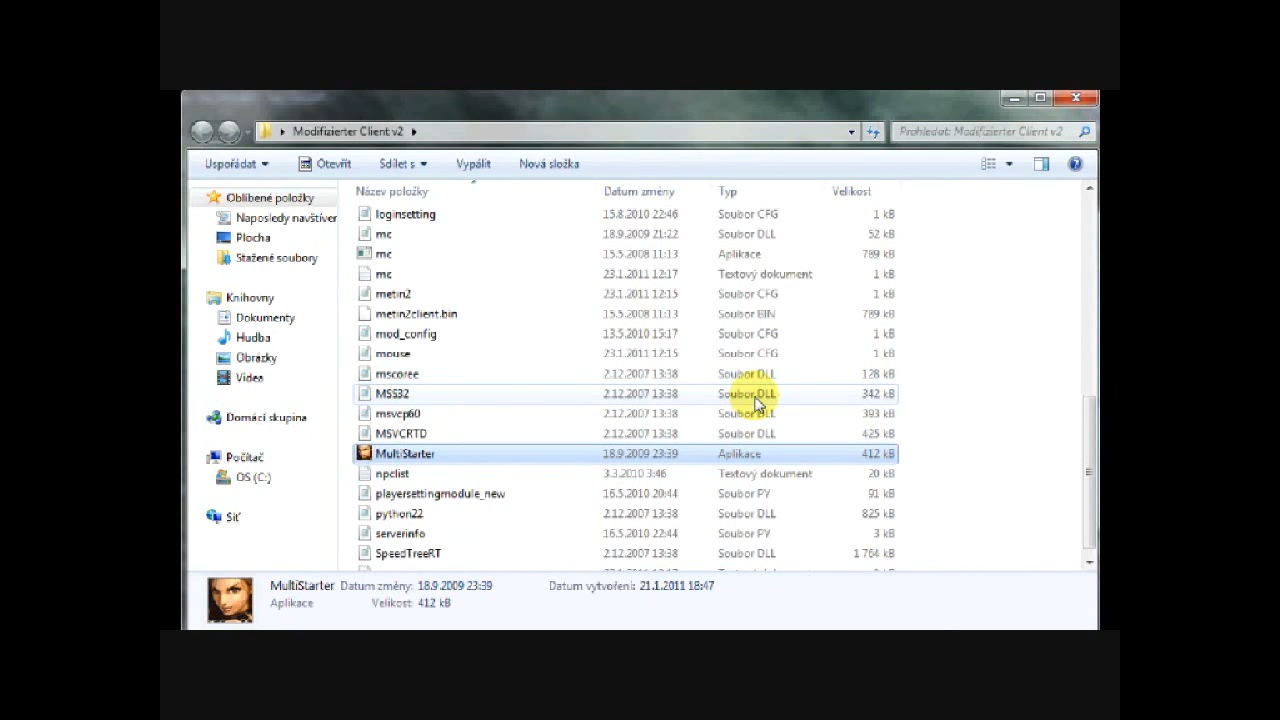 Modifizierter Client v2
Prohledat: Modifizierter Client v2
Uspořádat Otevřít Sdílet s Vypálit Nová složka
Oblíbené položky
Naposledy navštíver
Plocha
Stažené soubory
Knihovny
Dokumenty
Hudba
Obrázky
Videa
Domácí skupina
Počítač
OS (C:)
Síť
Název položky Datum změny Typ Velikost
loginsetting 15.8.2010 22:46 Soubor CFG 1 kB
mc 18.9.2009 21:22 Soubor DLL 52 kB
mc 15.5.2008 11:13 Aplikace 789 kB
mc 23.1.2011 12:17 Textový dokument 1 kB
metin2 23.1.2011 12:15 Soubor CFG 1 kB
metin2client.bin 15.5.2008 11:13 Soubor BIN 789 kB
mod_config 13.5.2010 15:17 Soubor CFG 1 kB
mouse 23.1.2011 12:15 Soubor CFG 1 kB
mscoree 2.12.2007 13:38 Soubor DLL 128 kB
MSS32 2.12.2007 13:38 Soubor DLL 342 kB
msvcp60 2.12.2007 13:38 Soubor DLL 393 kB
MSVCRTD 2.12.2007 13:38 Soubor DLL 425 kB
MultiStarter 18.9.2009 23:39 Aplikace 412 kB
npclist 3.3.2010 3:46 Textový dokument 20 kB
playersettingmodule_new 16.5.2010 20:44 Soubor PY 91 kB
python22 2.12.2007 13:38 Soubor DLL 825 kB
serverinfo 16.5.2010 22:44 Soubor PY 3 kB
SpeedTreeRT 2.12.2007 13:38 Soubor DLL 1 764 kB
MultiStarter Datum změny: 18.9.2009 23:39 Datum vytvoření: 21.1.2011 18:47
Aplikace Velikost: 412 kB